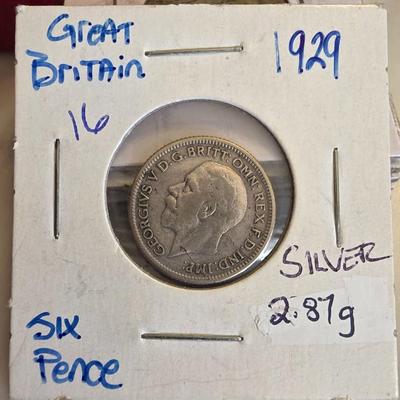 Great
Britain
1929
16
GEORGIVS V D.G.BRITT:OMN:REX F.D.IND:IMP:
SILVER
2.87g
Six
Pence